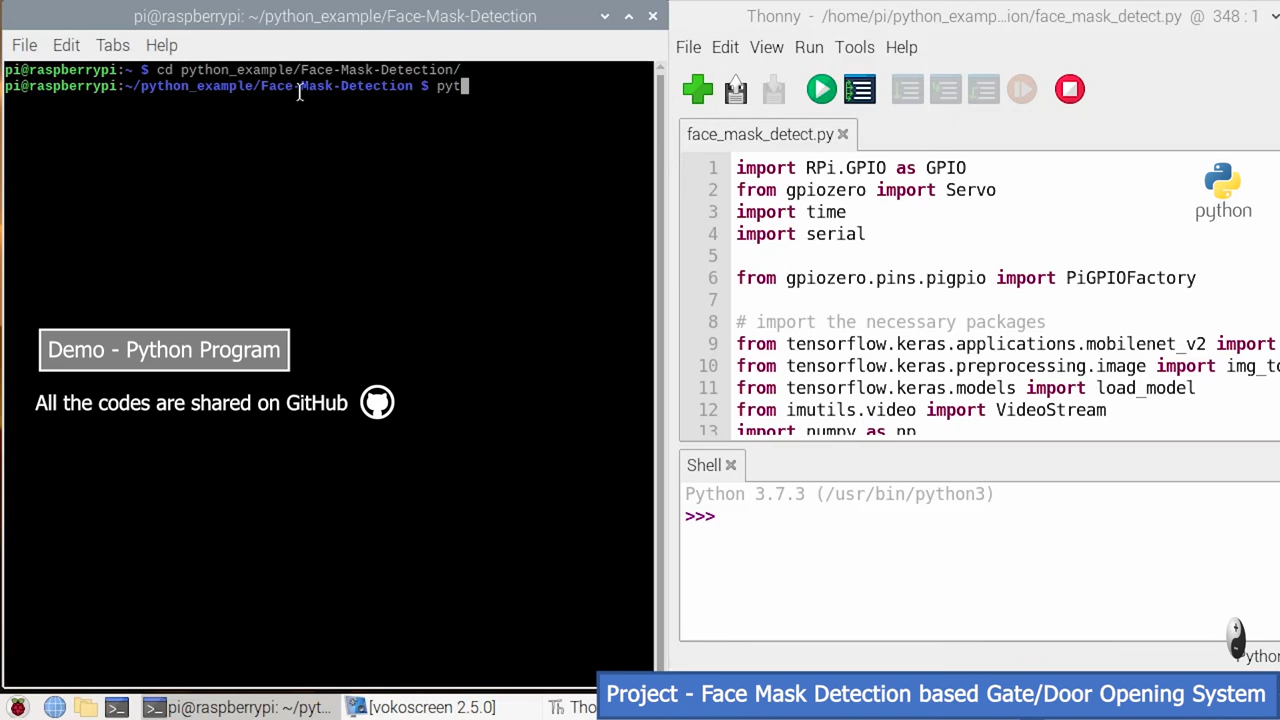 pi@raspberrypi: ~/python_example/Face-Mask-Detection
File Edit Tabs Help
pi@raspberrypi:~ $ cd python_example/Face-Mask-Detection/
pi@raspberrypi:~/python_example/Face-Mask-Detection $ pyt
Demo - Python Program
All the codes are shared on GitHub
Thonny - /home/pi/python_examp...ion/face_mask_detect.py @ 348 : 1
File Edit View Run Tools Help
face_mask_detect.py
1 import RPi.GPIO as GPIO
2 from gpiozero import Servo
3 import time
4 import serial
5
6 from gpiozero.pins.pigpio import PiGPIOFactory
7
8 # import the necessary packages
9 from tensorflow.keras.applications.mobilenet_v2 import
10 from tensorflow.keras.preprocessing.image import img_to
11 from tensorflow.keras.models import load_model
12 from imutils.video import VideoStream
13 import numpy as np
python
Shell
Python 3.7.3 (/usr/bin/python3)
>>>
Python
Project - Face Mask Detection based Gate/Door Opening System
pi@raspberrypi: ~/pyt... [vokoscreen 2.5.0] Tho